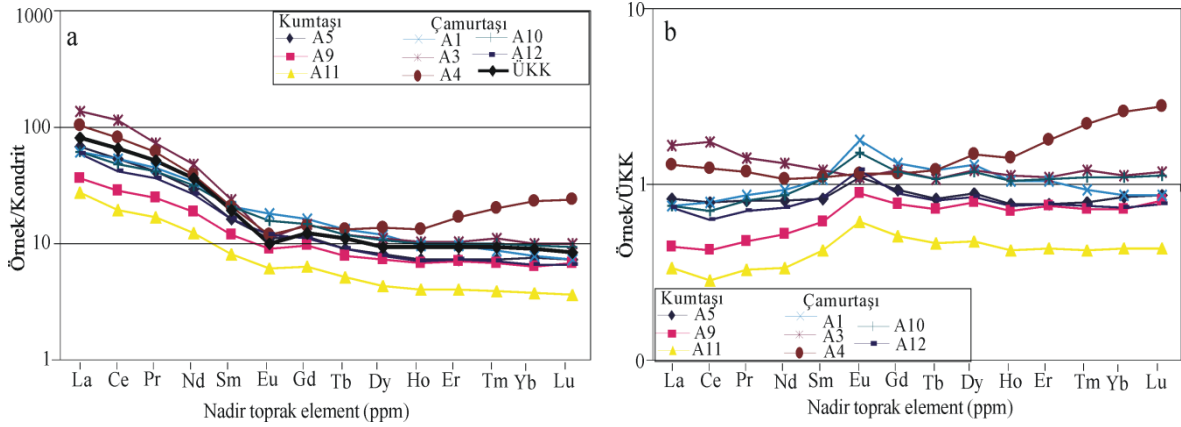 a
1000
100
10
1
Örnek/Kondrit
Kumtaşı Çamurtaşı
A5 A1 A10
A9 A3 A12
A11 A4 ÜKK
La Ce Pr Nd Sm Eu Gd Tb Dy Ho Er Tm Yb Lu
Nadir toprak element (ppm)
b
10
1
0
Örnek/ÜKK
Kumtaşı Çamurtaşı
A5 A1 A10
A9 A3 A12
A11 A4
La Ce Pr Nd Sm Eu Gd Tb Dy Ho Er Tm Yb Lu
Nadir toprak element (ppm)